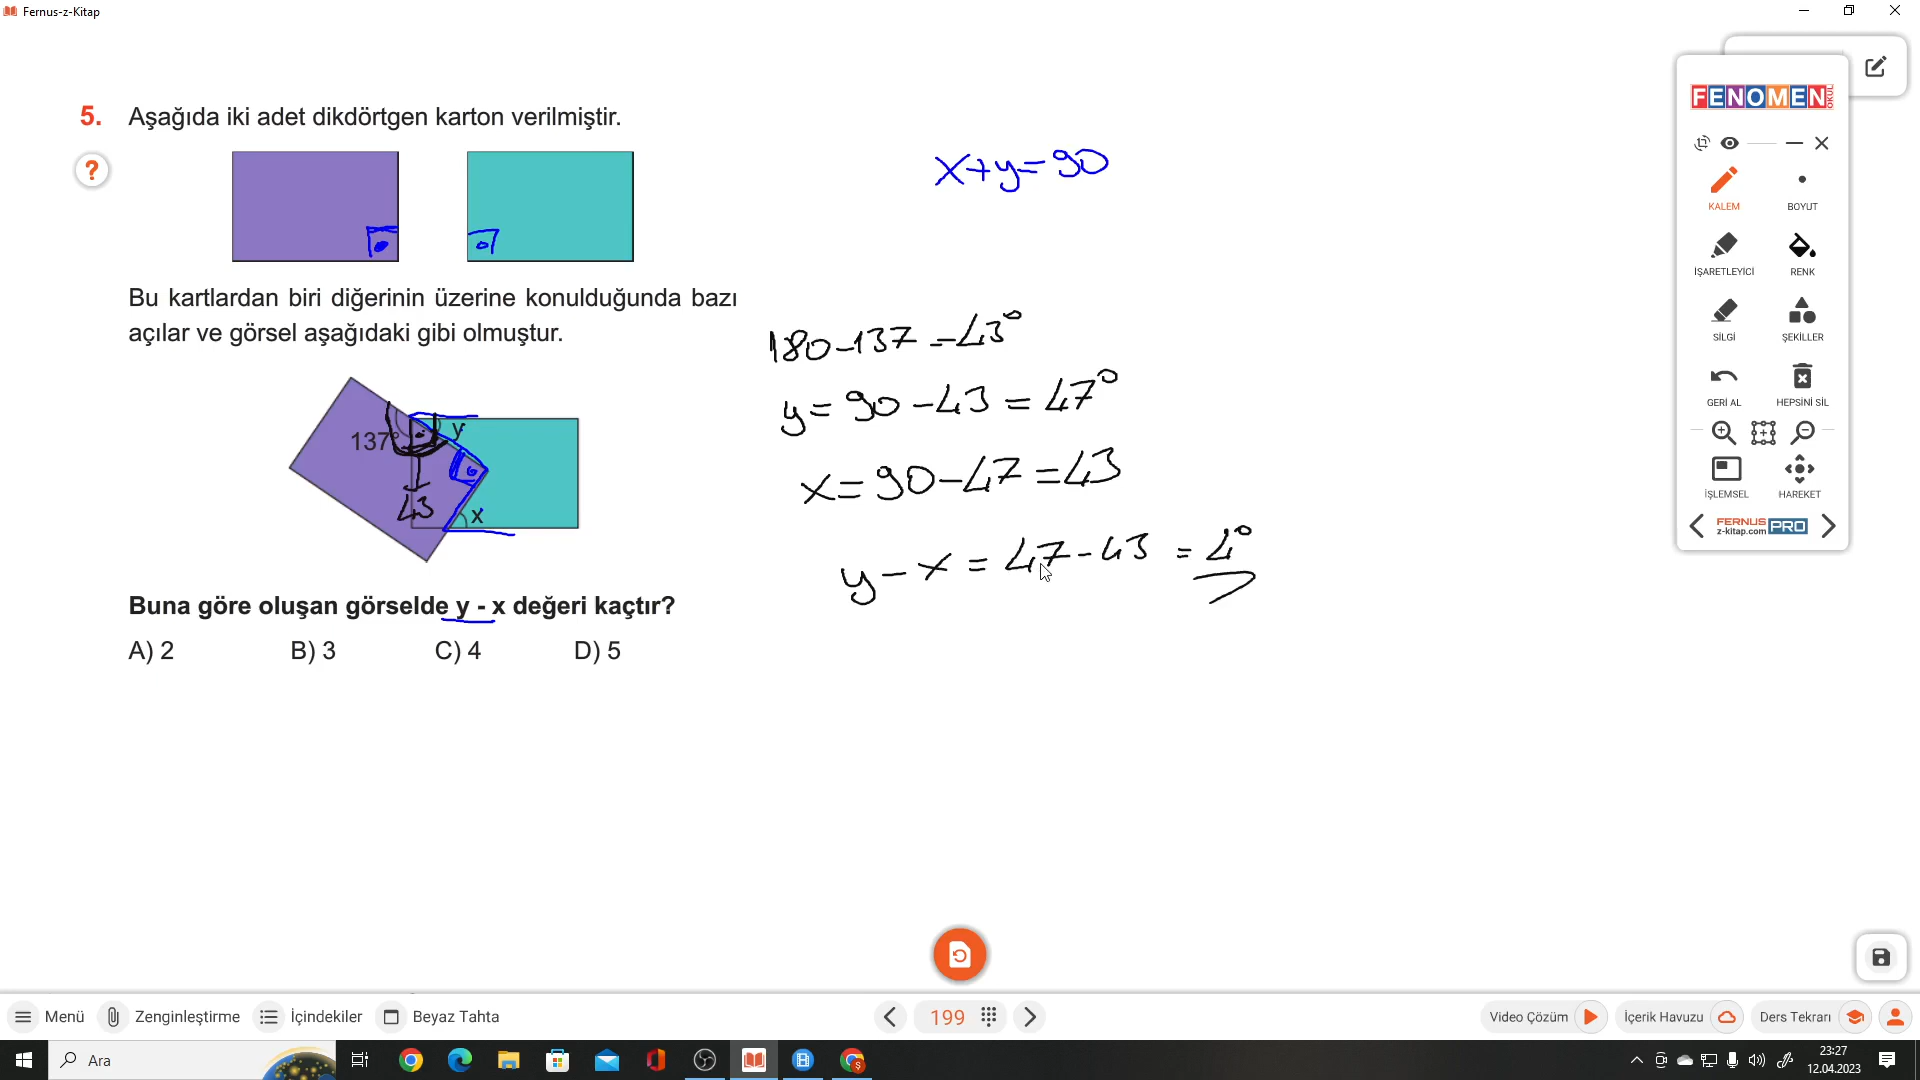 Fernus-z-Kitap
5. Aşağıda iki adet dikdörtgen karton verilmiştir.
?
x+y=90
Bu kartlardan biri diğerinin üzerine konulduğunda bazı
açılar ve görsel aşağıdaki gibi olmuştur.
180-137=43°
y=90-43=47°
x=90-47=43
y-x=47-43=4°
137°
y
43
x
Buna göre oluşan görselde y - x değeri kaçtır?
A) 2 B) 3 C) 4 D) 5
FENOMEN OKUL
KALEM BOYUT
İŞARETLEYİCİ RENK
SİLGİ ŞEKİLLER
GERİ AL HEPSİNİ SİL
İŞLEMSEL HAREKET
FERNUS z-kitap.com PRO
Menü Zenginleştirme İçindekiler Beyaz Tahta 199 Video Çözüm İçerik Havuzu Ders Tekrarı
Ara
23:27
12.04.2023